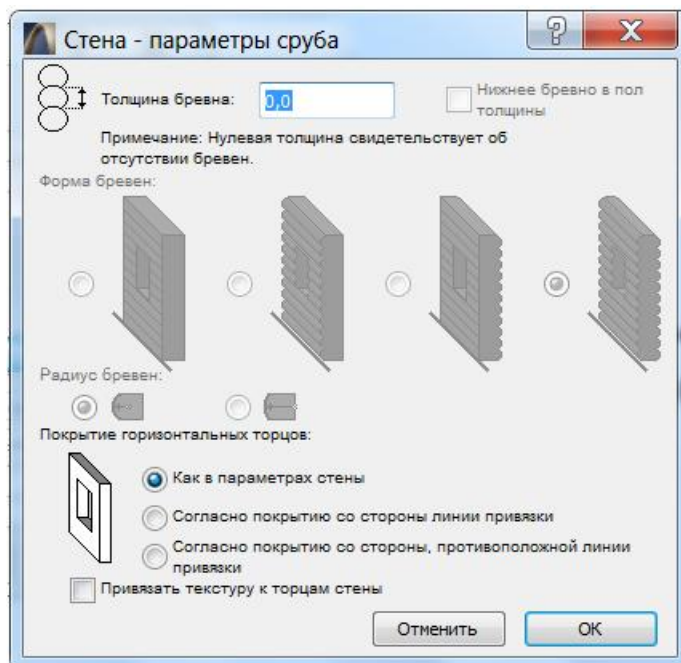 Стена - параметры сруба
Толщина бревна:
0,0
Нижнее бревно в пол
толщины
Примечание: Нулевая толщина свидетельствует об
отсутствии бревен.
Форма бревен:
Радиус бревен:
Покрытие горизонтальных торцов:
Как в параметрах стены
Согласно покрытию со стороны линии привязки
Согласно покрытию со стороны, противоположной линии
привязки
Привязать текстуру к торцам стены
Отменить
OK